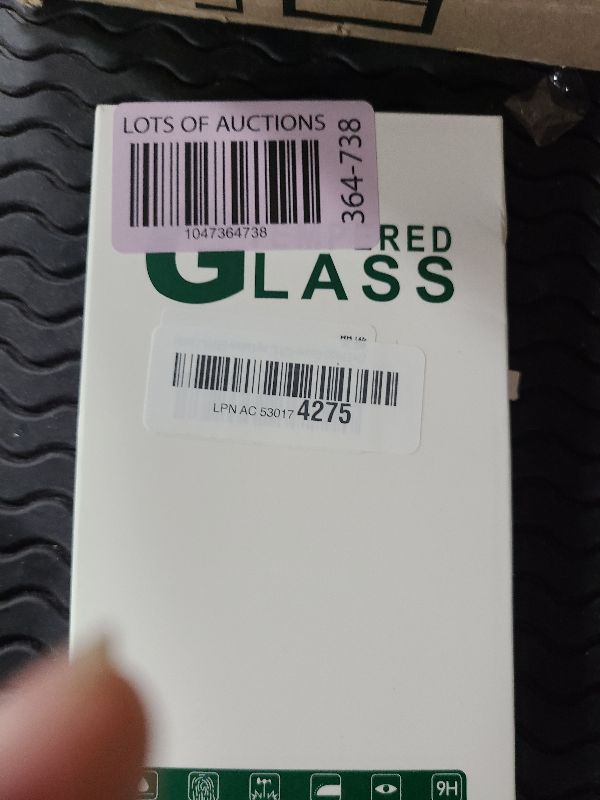 LOTS OF AUCTIONS
1047364738
364-738
RED
GLASS
LPN AC 53017 4275
9H